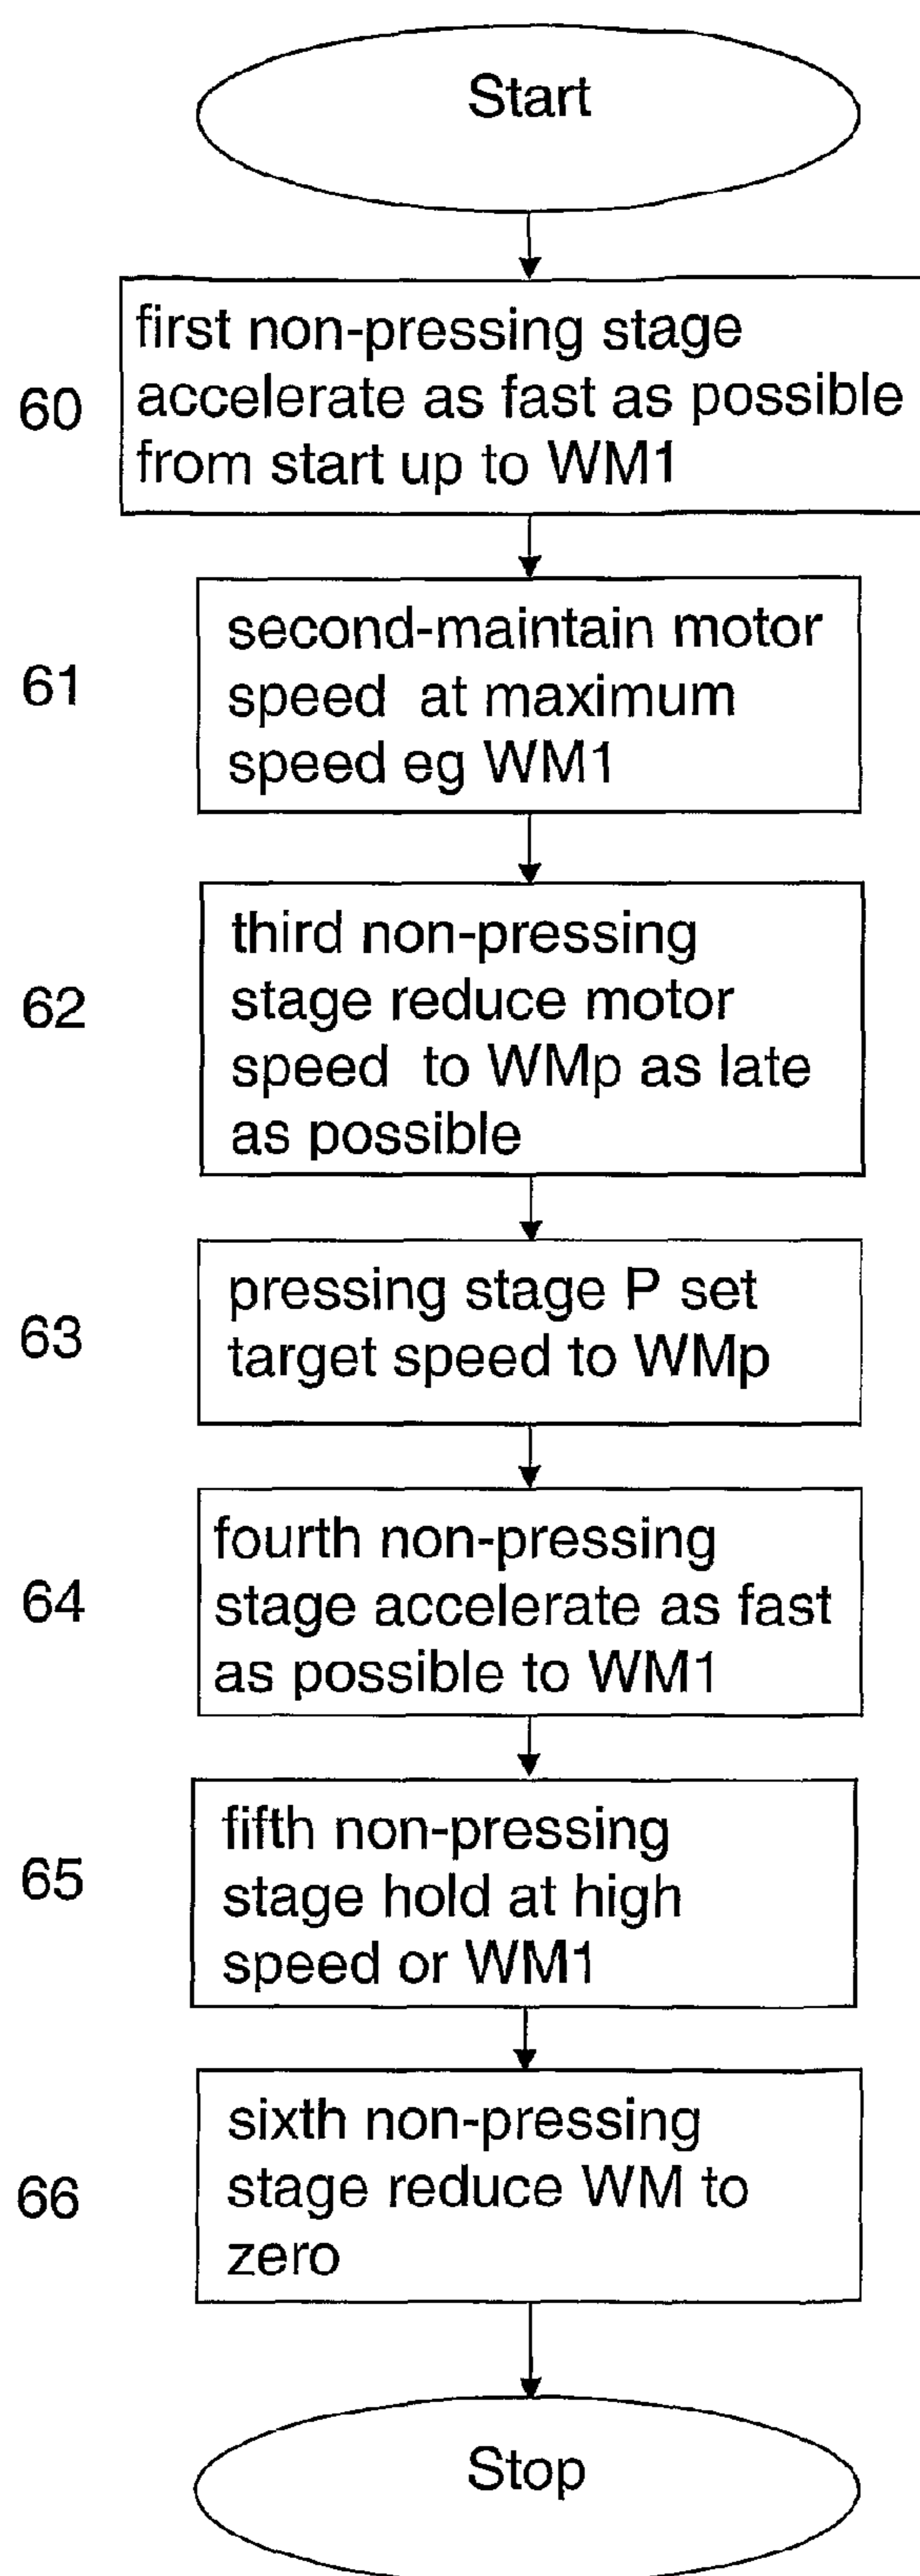 Start
60
first non-pressing stage
accelerate as fast as possible
from start up to WM1
61
second-maintain motor
speed at maximum
speed eg WM1
62
third non-pressing
stage reduce motor
speed to WMp as late
as possible
63
pressing stage P set
target speed to WMp
64
fourth non-pressing
stage accelerate as fast
as possible to WM1
65
fifth non-pressing
stage hold at high
speed or WM1
66
sixth non-pressing
stage reduce WM to
zero
Stop